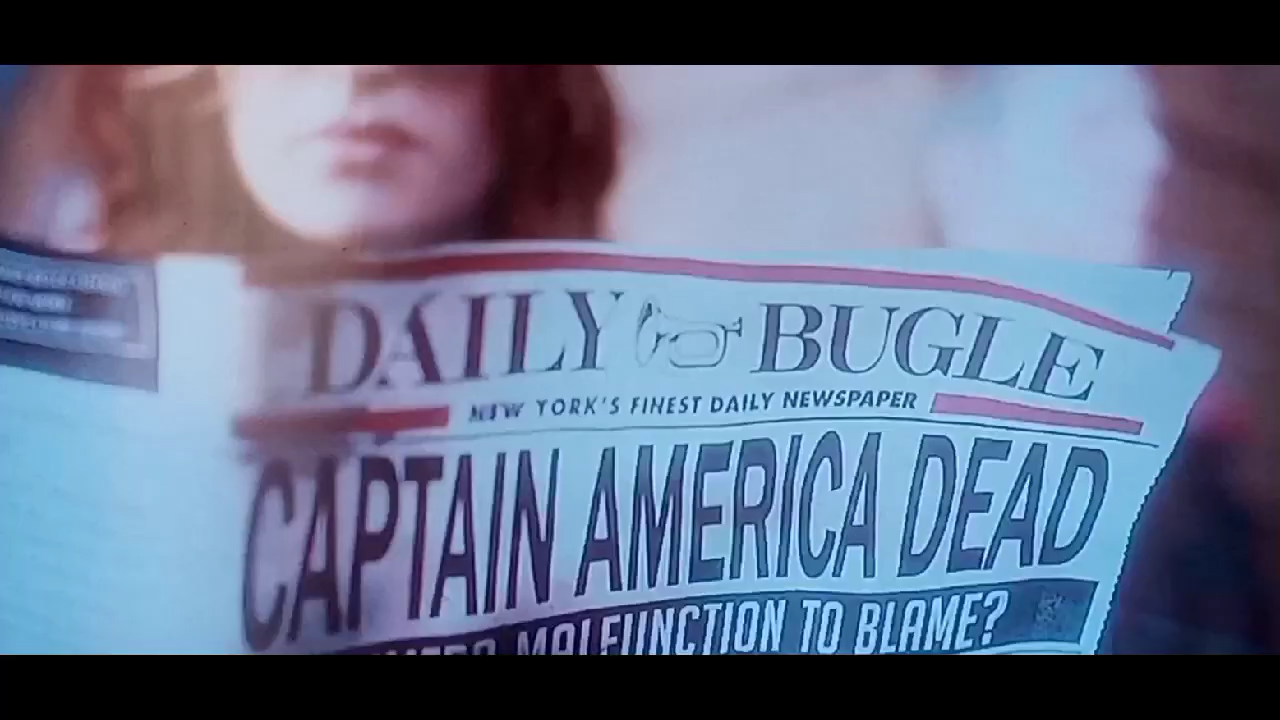 DAILY BUGLE
NEW YORK'S FINEST DAILY NEWSPAPER
CAPTAIN AMERICA DEAD
MALFUNCTION TO BLAME?